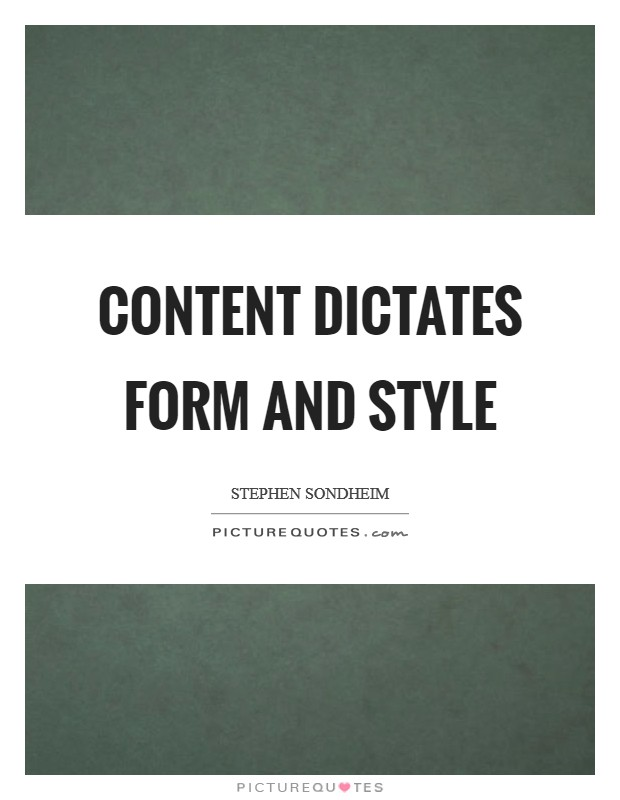 CONTENT DICTATES
FORM AND STYLE
STEPHEN SONDHEIM
PICTUREQUOTES.com
PICTUREQUOTES